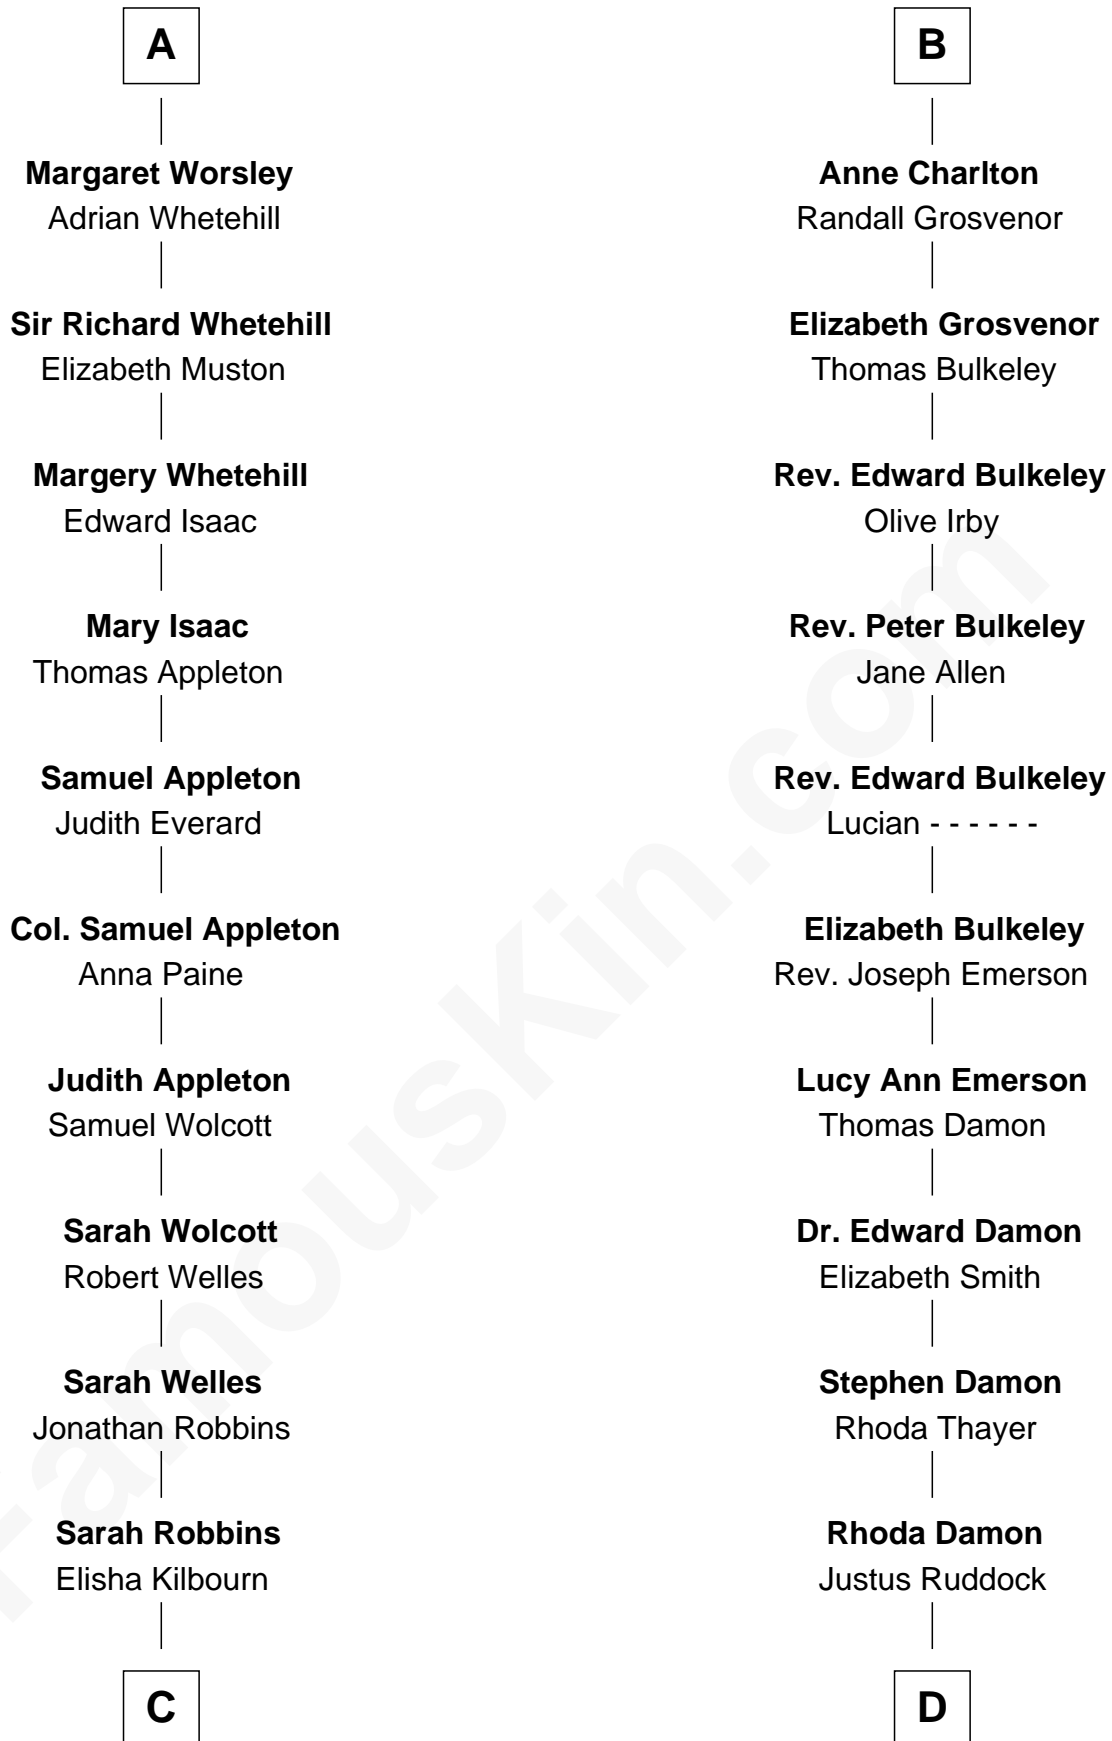 A
Margaret Worsley
Adrian Whetehill
Sir Richard Whetehill
Elizabeth Muston
Margery Whetehill
Edward Isaac
Mary Isaac
Thomas Appleton
Samuel Appleton
Judith Everard
Col. Samuel Appleton
Anna Paine
Judith Appleton
Samuel Wolcott
Sarah Wolcott
Robert Welles
Sarah Welles
Jonathan Robbins
Sarah Robbins
Elisha Kilbourn
C
B
Anne Charlton
Randall Grosvenor
Elizabeth Grosvenor
Thomas Bulkeley
Rev. Edward Bulkeley
Olive Irby
Rev. Peter Bulkeley
Jane Allen
Rev. Edward Bulkeley
Lucian - - - - - -
Elizabeth Bulkeley
Rev. Joseph Emerson
Lucy Ann Emerson
Thomas Damon
Dr. Edward Damon
Elizabeth Smith
Stephen Damon
Rhoda Thayer
Rhoda Damon
Justus Ruddock
D
FamousKin.com